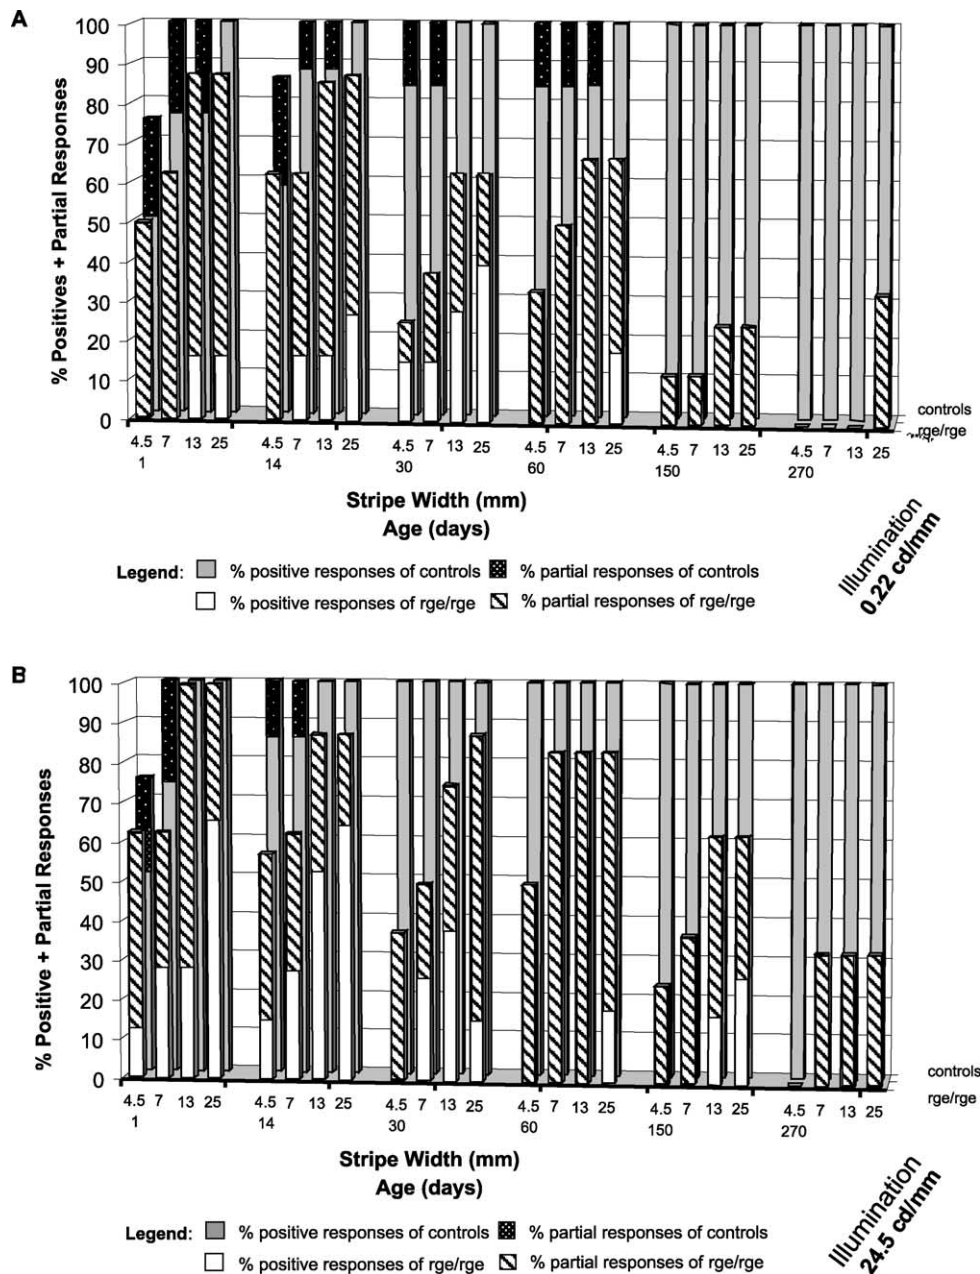 A
% Positives + Partial Responses
100
90
80
70
60
50
40
30
20
10
0
controls
rge/rge
4.5 7 13 25 4.5 7 13 25 4.5 7 13 25 4.5 7 13 25 4.5 7 13 25 4.5 7 13 25
1 14 30 60 150 270
Stripe Width (mm)
Age (days)
Illumination
0.22 cd/mm
Legend: % positive responses of controls % partial responses of controls
% positive responses of rge/rge % partial responses of rge/rge
B
% Positive + Partial Responses
100
90
80
70
60
50
40
30
20
10
0
controls
rge/rge
4.5 7 13 25 4.5 7 13 25 4.5 7 13 25 4.5 7 13 25 4.5 7 13 25 4.5 7 13 25
1 14 30 60 150 270
Stripe Width (mm)
Age (days)
Illumination
24.5 cd/mm
Legend: % positive responses of controls % partial responses of controls
% positive responses of rge/rge % partial responses of rge/rge